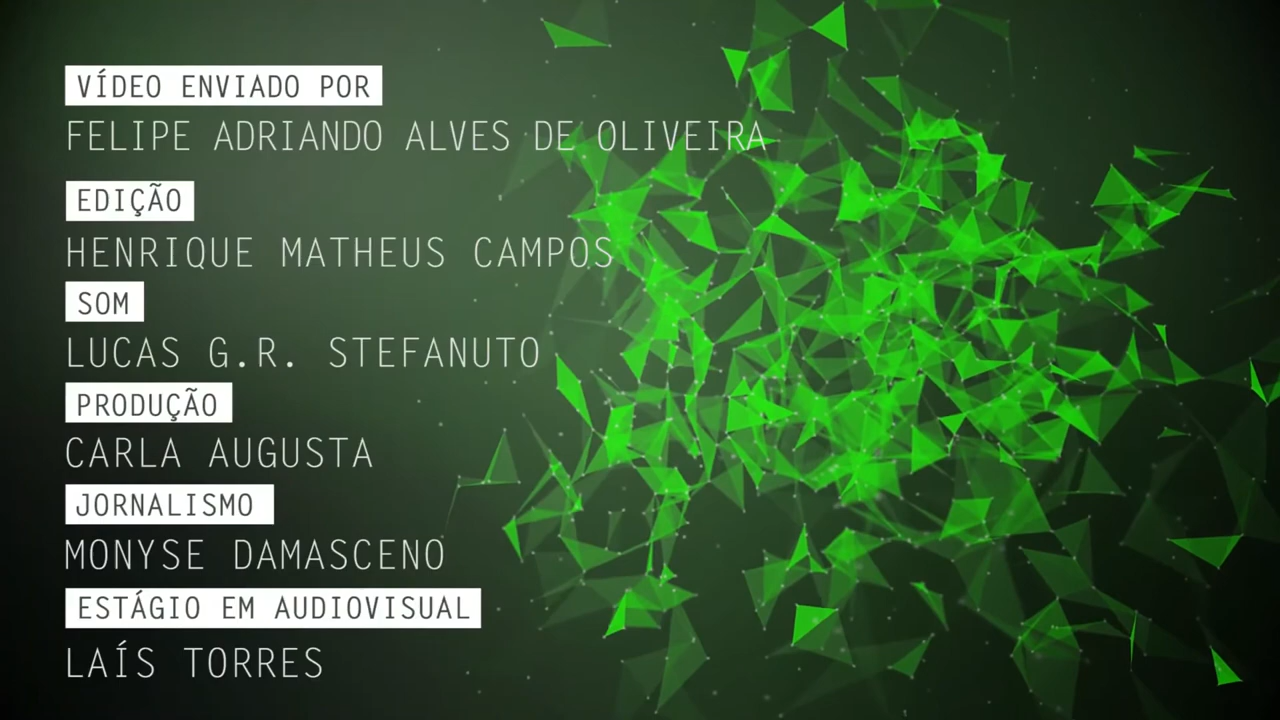 VÍDEO ENVIADO POR
FELIPE ADRIANDO ALVES DE OLIVEIRA
EDIÇÃO
HENRIQUE MATHEUS CAMPOS
SOM
LUCAS G.R. STEFANUTO
PRODUÇÃO
CARLA AUGUSTA
JORNALISMO
MONYSE DAMASCENO
ESTÁGIO EM AUDIOVISUAL
LAÍS TORRES